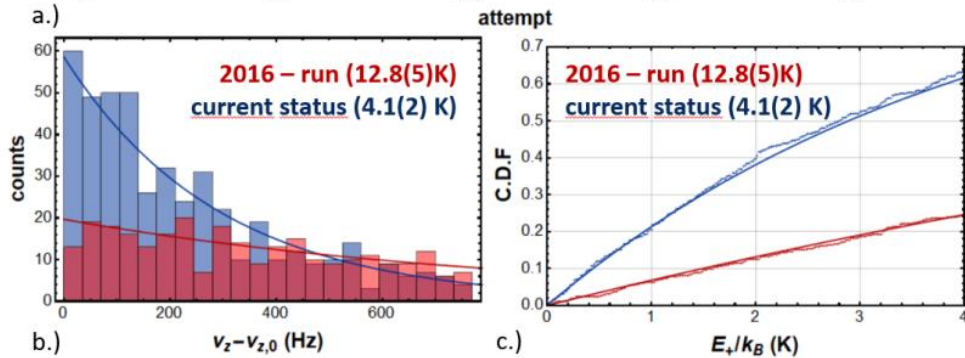 a.)
attempt
60
50
40
30
20
10
0
counts
2016 – run (12.8(5)K)
current status (4.1(2) K)
0
200
400
600
b.)
νz−νz,0 (Hz)
0.7
0.6
0.5
0.4
0.3
0.2
0.1
0.0
C.D.F
2016 – run (12.8(5)K)
current status (4.1(2) K)
0
1
2
3
4
c.)
E+/kB (K)